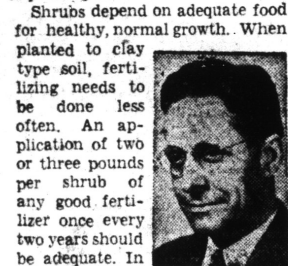 Shrubs depend on adequate food
for healthy, normal growth. When
planted to clay
type soil, ferti-
lizing needs to
be done less
often. An ap-
plication of two
or three pounds
per shrub of
any good ferti-
lizer once every
two years should
be adequate. In